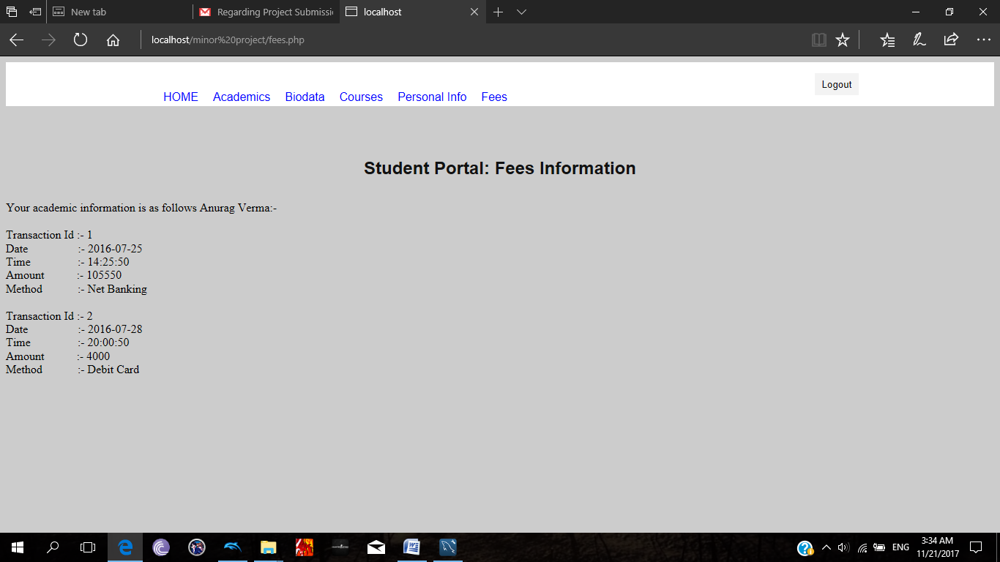 New tab
Regarding Project Submissi
localhost
localhost/minor%20project/fees.php
Logout
HOME Academics Biodata Courses Personal Info Fees
Student Portal: Fees Information
Your academic information is as follows Anurag Verma:-
Transaction Id :- 1
Date :- 2016-07-25
Time :- 14:25:50
Amount :- 105550
Method :- Net Banking
Transaction Id :- 2
Date :- 2016-07-28
Time :- 20:00:50
Amount :- 4000
Method :- Debit Card
ENG
3:34 AM
11/21/2017